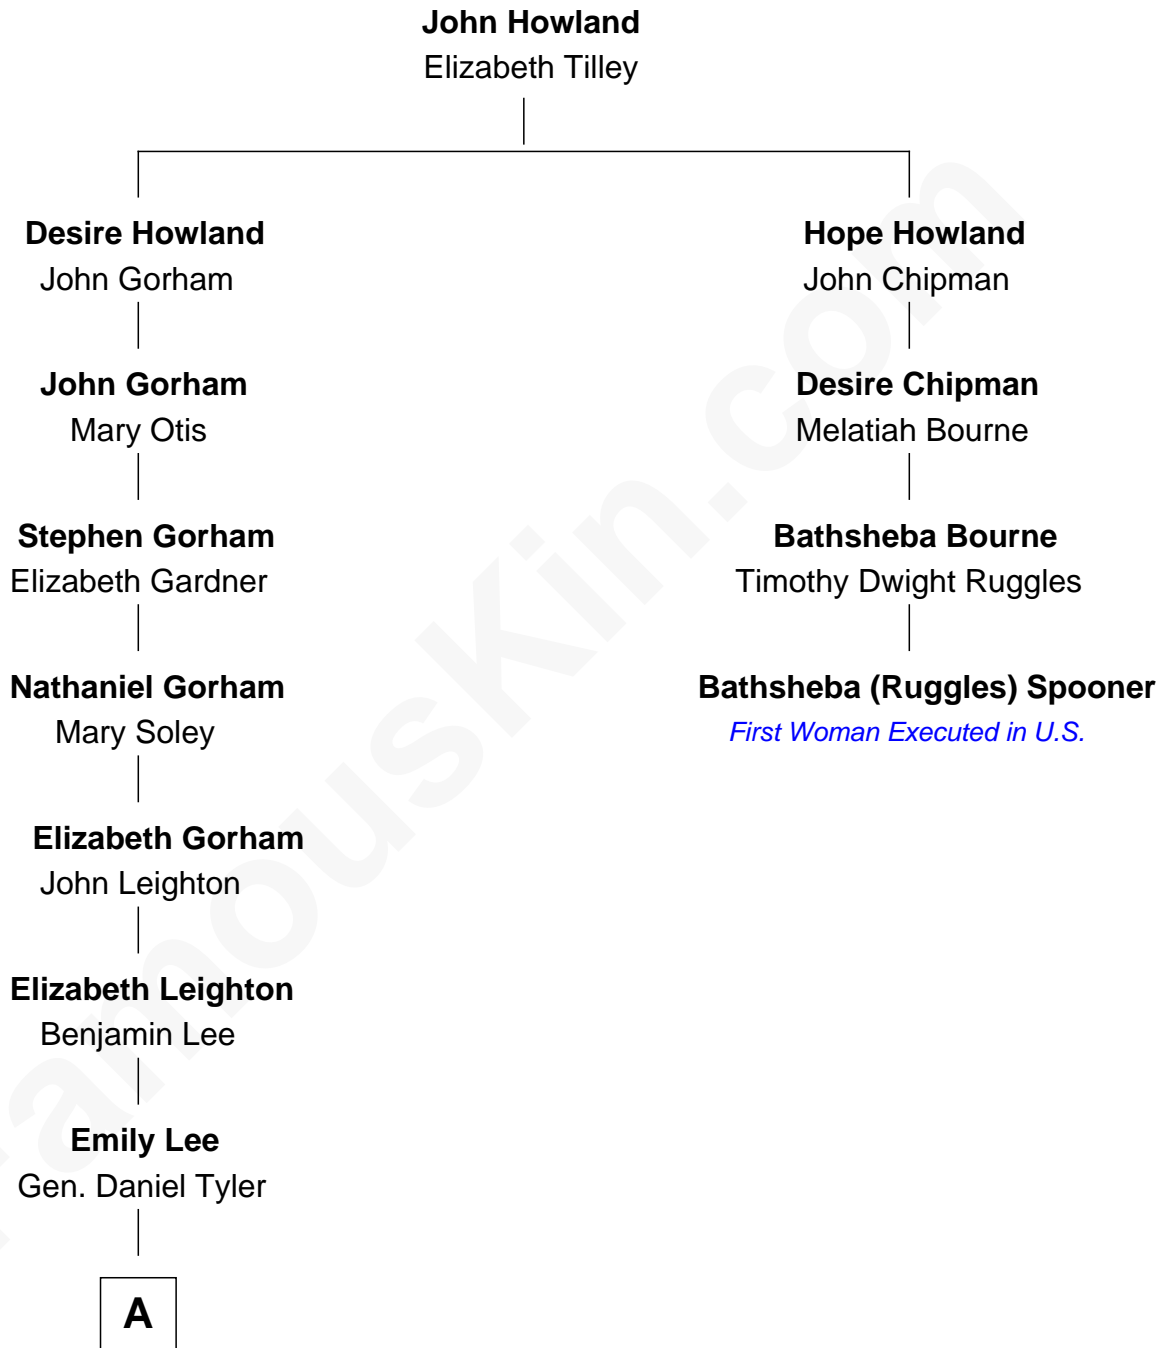 John Howland
Elizabeth Tilley
Desire Howland
John Gorham
Hope Howland
John Chipman
John Gorham
Mary Otis
Desire Chipman
Melatiah Bourne
Stephen Gorham
Elizabeth Gardner
Bathsheba Bourne
Timothy Dwight Ruggles
Nathaniel Gorham
Mary Soley
Bathsheba (Ruggles) Spooner
First Woman Executed in U.S.
Elizabeth Gorham
John Leighton
Elizabeth Leighton
Benjamin Lee
Emily Lee
Gen. Daniel Tyler
A
FamousKin.com